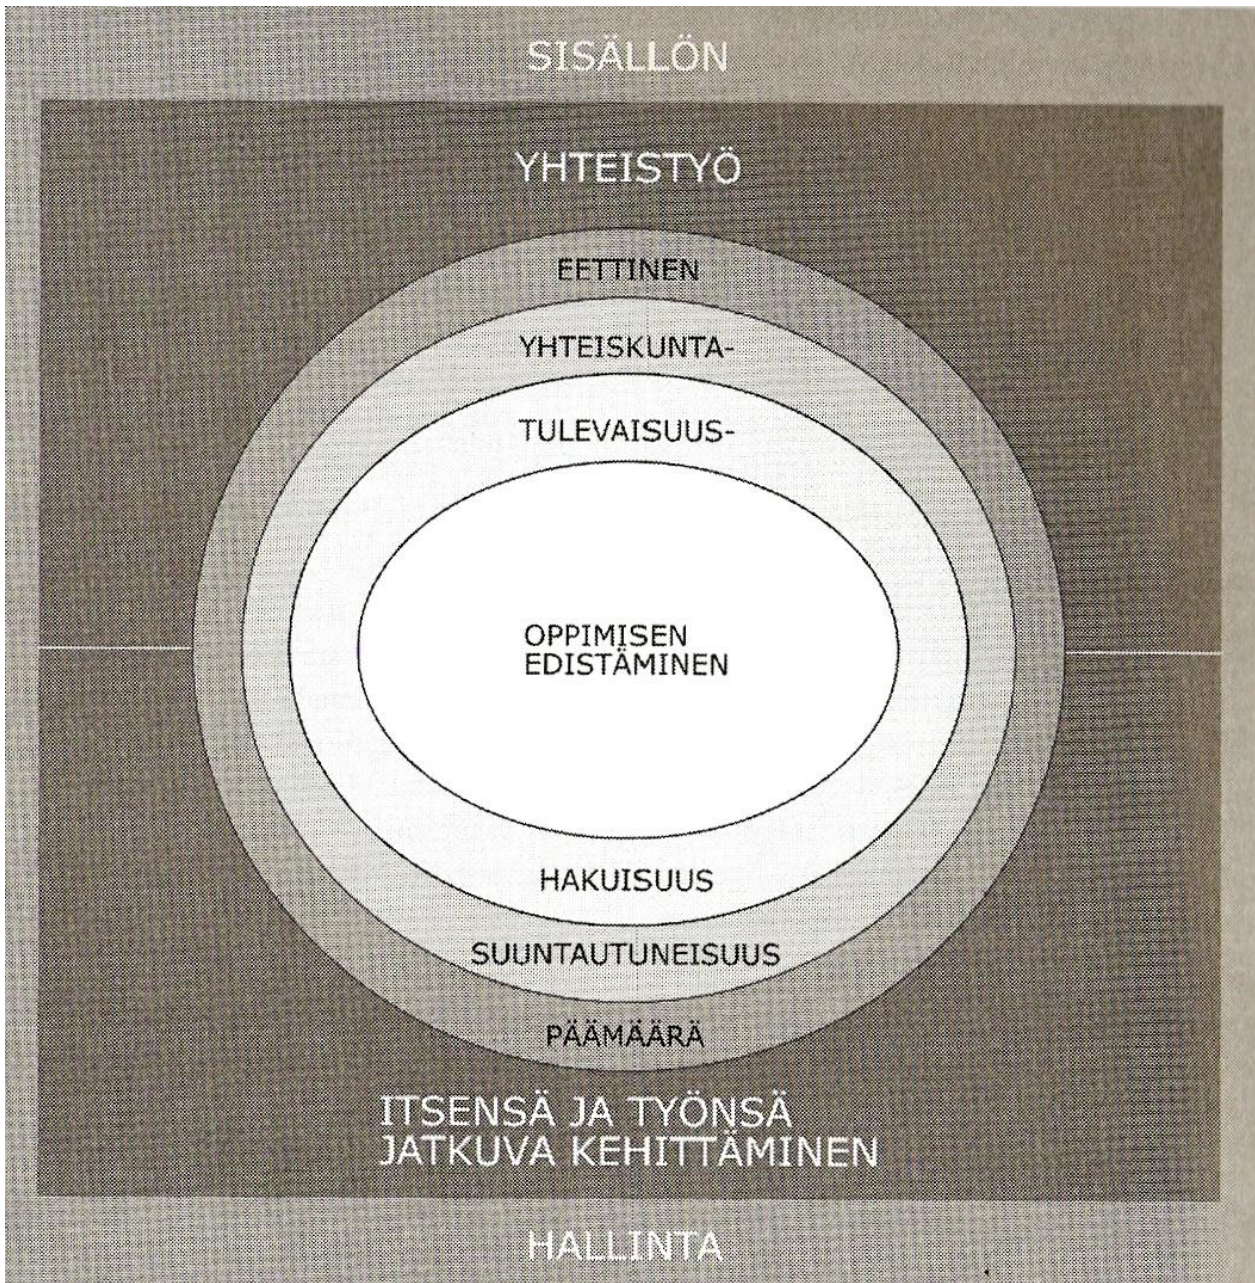 SISÄLLÖN
YHTEISTYÖ
EETTINEN
YHTEISKUNTA-
TULEVAISUUS-
OPPIMISEN
EDISTÄMINEN
HAKUISUUS
SUUNTAUTUNEISUUS
PÄÄMÄÄRÄ
ITSENSÄ JA TYÖNSÄ
JATKUVA KEHITTÄMINEN
HALLINTA